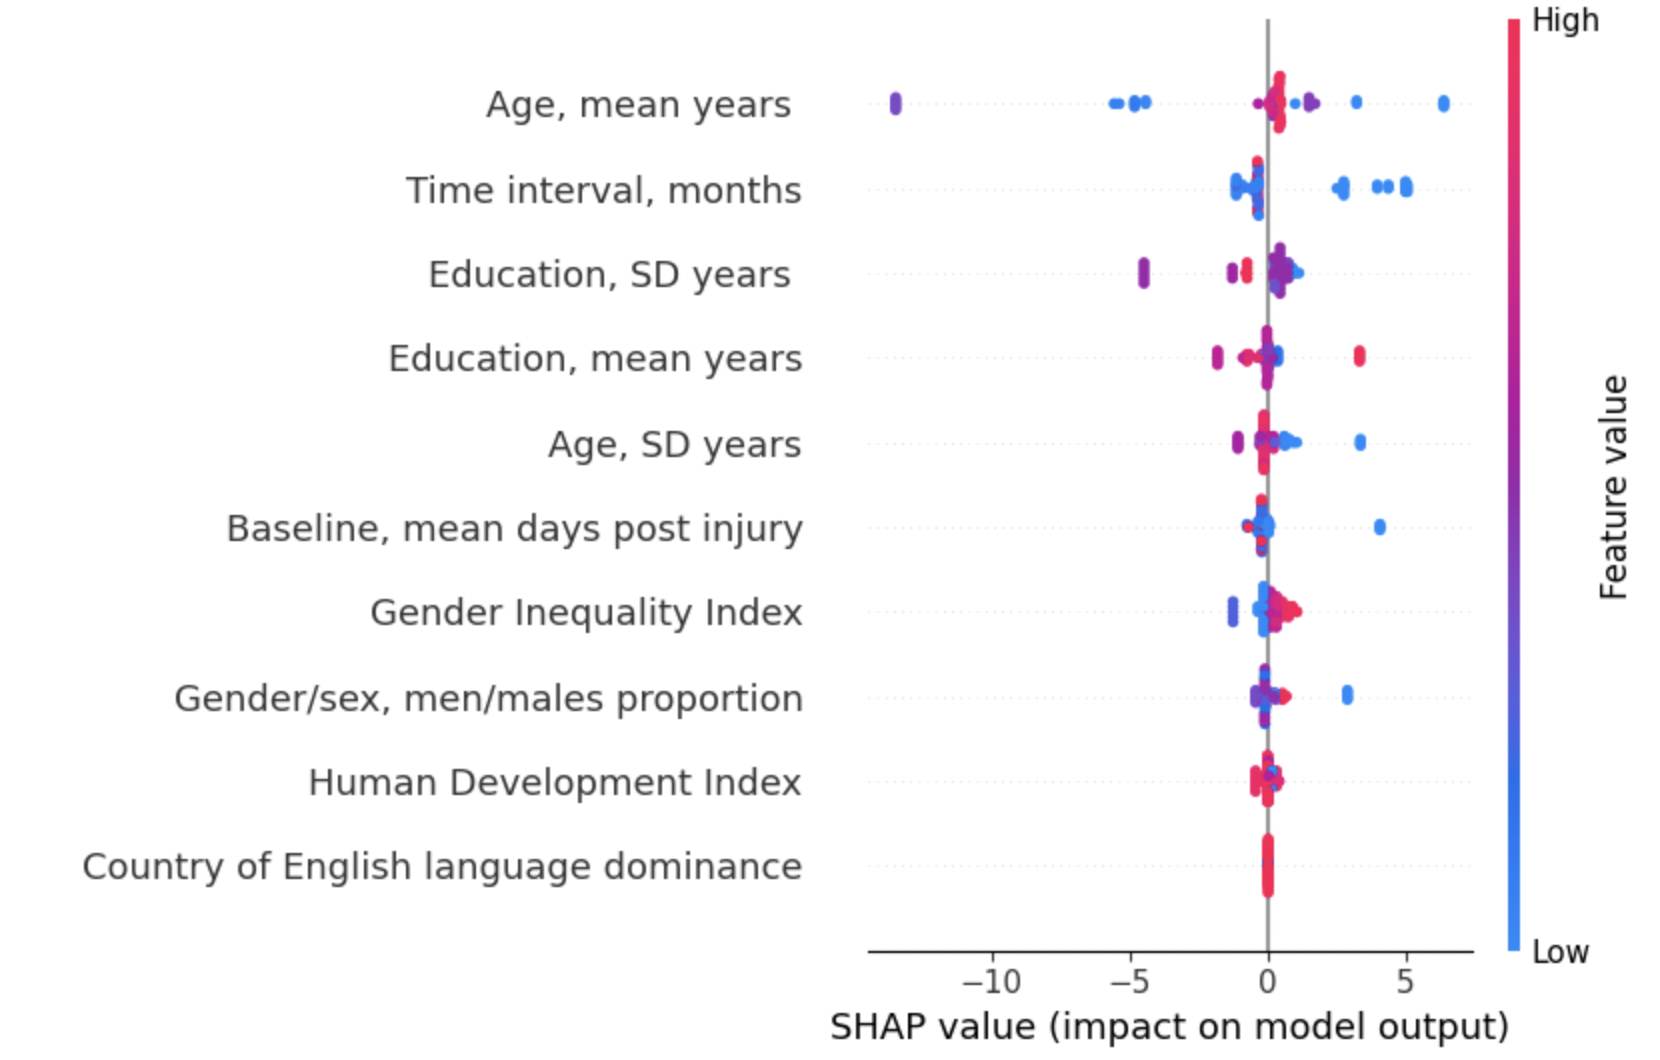 High
Age, mean years
Time interval, months
Education, SD years
Education, mean years
Age, SD years
Baseline, mean days post injury
Gender Inequality Index
Gender/sex, men/males proportion
Human Development Index
Country of English language dominance
Feature value
Low
−10 −5 0 5
SHAP value (impact on model output)